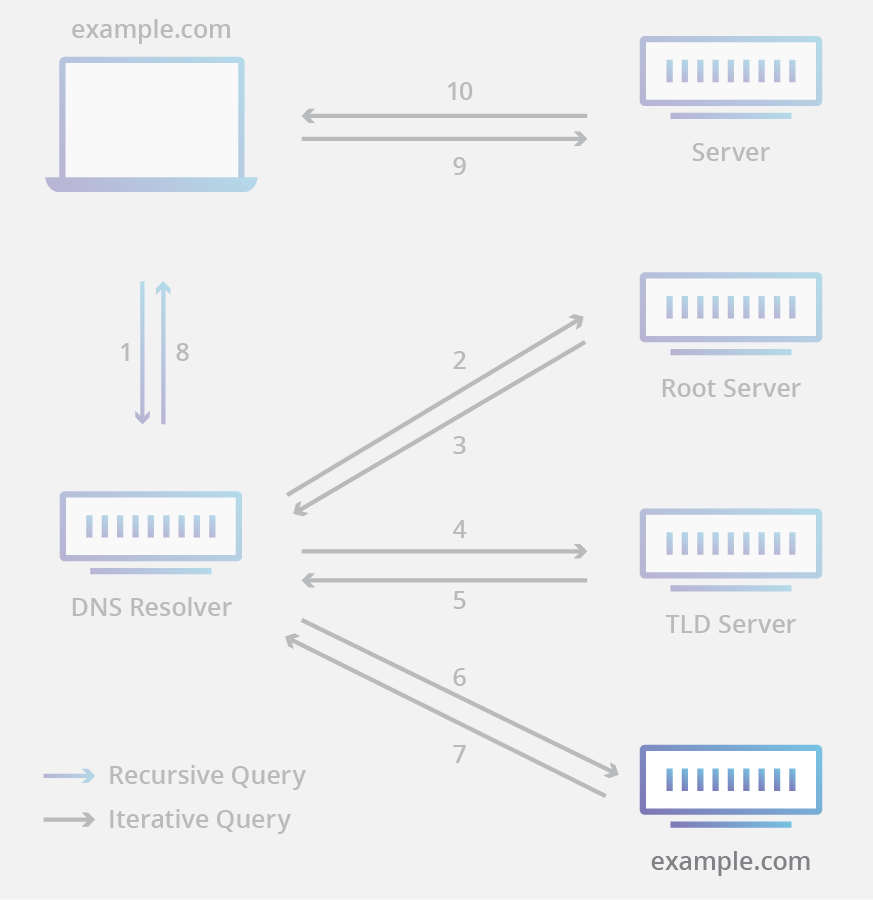 example.com
10
9
Server
1
8
2
3
Root Server
4
5
DNS Resolver
TLD Server
6
7
Recursive Query
Iterative Query
example.com